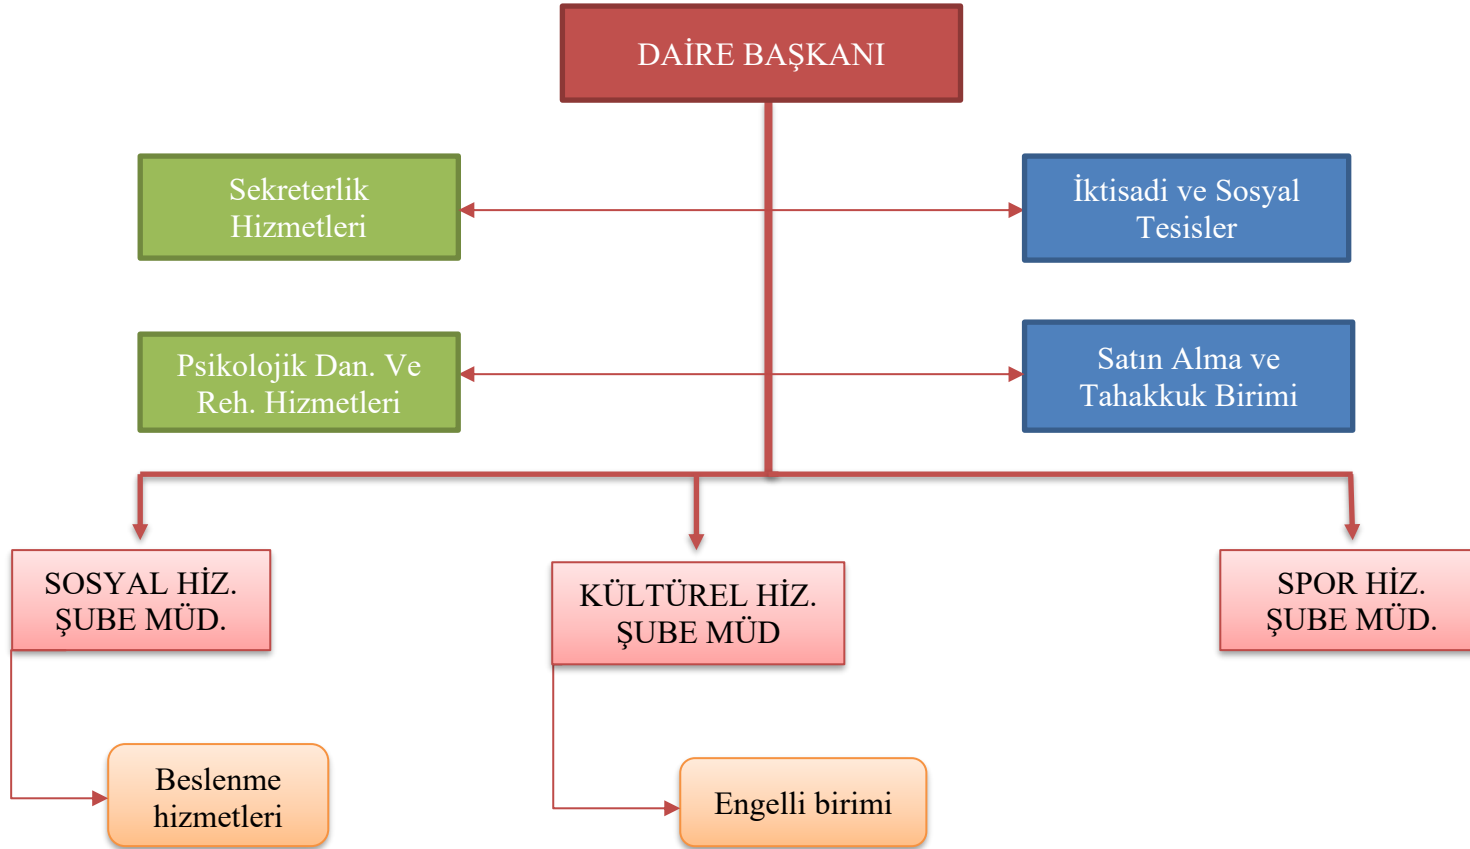 DAİRE BAŞKANI
Sekreterlik
Hizmetleri
İktisadi ve Sosyal
Tesisler
Psikolojik Dan. Ve
Reh. Hizmetleri
Satın Alma ve
Tahakkuk Birimi
SOSYAL HİZ.
ŞUBE MÜD.
KÜLTÜREL HİZ.
ŞUBE MÜD
SPOR HİZ.
ŞUBE MÜD.
Beslenme
hizmetleri
Engelli birimi